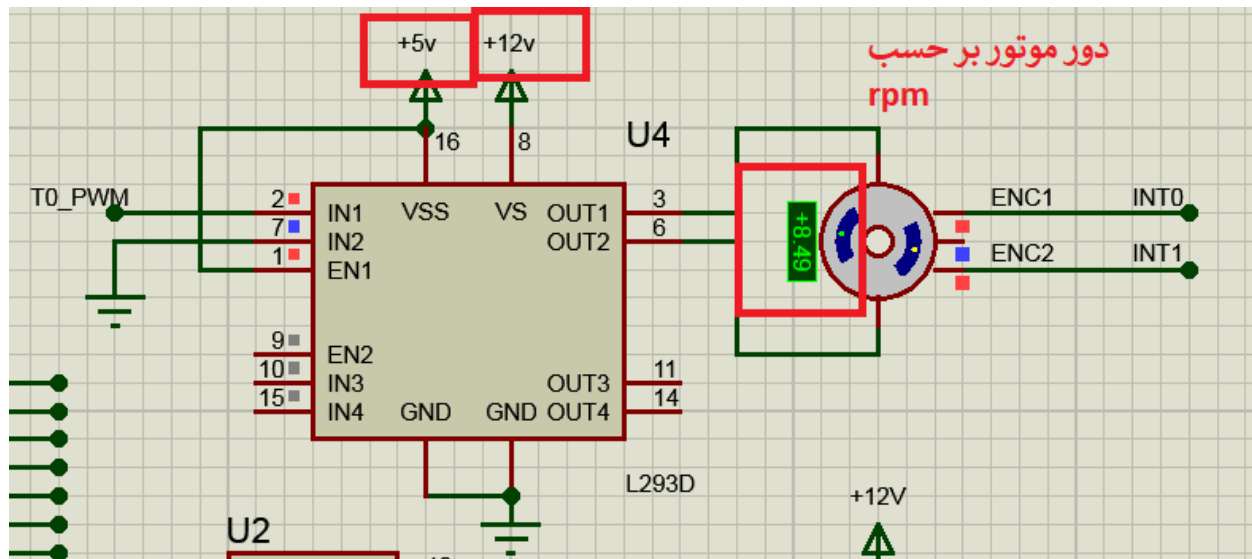 +5v
+12v
دور موتور بر حسب
rpm
16
8
U4
T0_PWM
2
IN1
VSS
VS
OUT1
3
ENC1
INT0
7
IN2
OUT2
6
1
EN1
+8.49
ENC2
INT1
9
EN2
10
IN3
OUT3
11
15
IN4
GND
GND
OUT4
14
L293D
+12V
U2